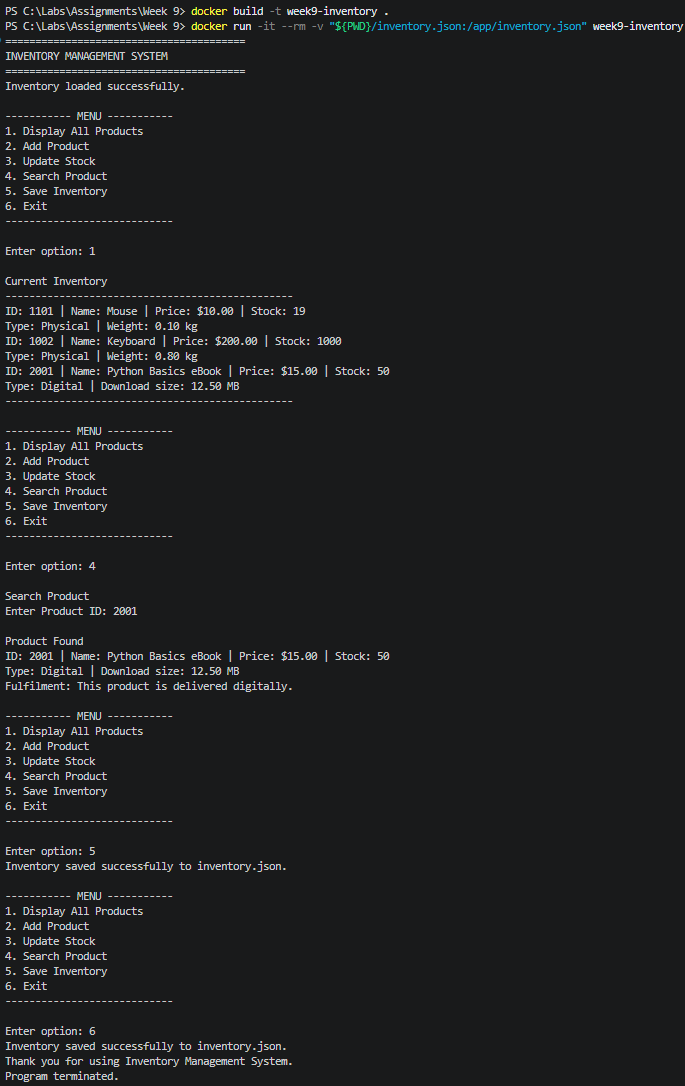 PS C:\Labs\Assignments\Week 9> docker build -t week9-inventory .
PS C:\Labs\Assignments\Week 9> docker run -it --rm -v "${PWD}/inventory.json:/app/inventory.json" week9-inventory
========================================
INVENTORY MANAGEMENT SYSTEM
========================================
Inventory loaded successfully.
----------- MENU -----------
1. Display All Products
2. Add Product
3. Update Stock
4. Search Product
5. Save Inventory
6. Exit
----------------------------
Enter option: 1
Current Inventory
------------------------------------------------
ID: 1101 | Name: Mouse | Price: $10.00 | Stock: 19
Type: Physical | Weight: 0.10 kg
ID: 1002 | Name: Keyboard | Price: $200.00 | Stock: 1000
Type: Physical | Weight: 0.80 kg
ID: 2001 | Name: Python Basics eBook | Price: $15.00 | Stock: 50
Type: Digital | Download size: 12.50 MB
------------------------------------------------
----------- MENU -----------
1. Display All Products
2. Add Product
3. Update Stock
4. Search Product
5. Save Inventory
6. Exit
----------------------------
Enter option: 4
Search Product
Enter Product ID: 2001
Product Found
ID: 2001 | Name: Python Basics eBook | Price: $15.00 | Stock: 50
Type: Digital | Download size: 12.50 MB
Fulfilment: This product is delivered digitally.
----------- MENU -----------
1. Display All Products
2. Add Product
3. Update Stock
4. Search Product
5. Save Inventory
6. Exit
----------------------------
Enter option: 5
Inventory saved successfully to inventory.json.
----------- MENU -----------
1. Display All Products
2. Add Product
3. Update Stock
4. Search Product
5. Save Inventory
6. Exit
----------------------------
Enter option: 6
Inventory saved successfully to inventory.json.
Thank you for using Inventory Management System.
Program terminated.